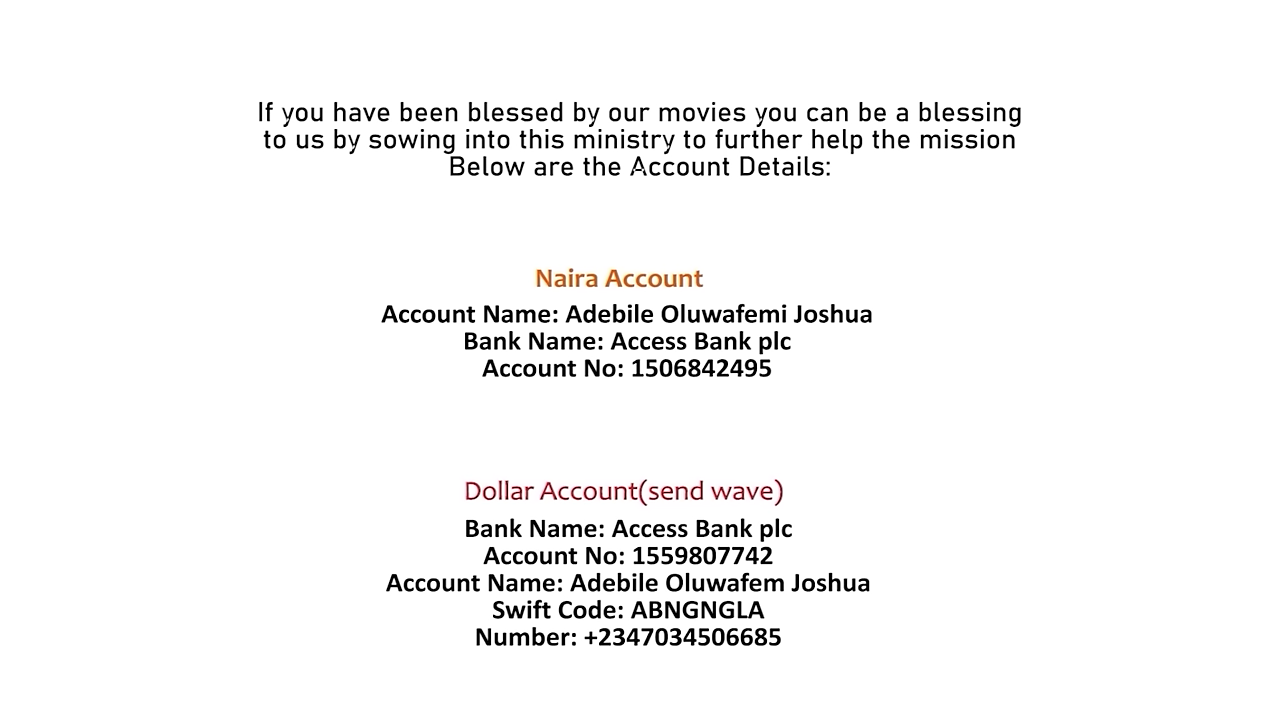 If you have been blessed by our movies you can be a blessing
to us by sowing into this ministry to further help the mission
Below are the Account Details:
Naira Account
Account Name: Adebile Oluwafemi Joshua
Bank Name: Access Bank plc
Account No: 1506842495
Dollar Account(send wave)
Bank Name: Access Bank plc
Account No: 1559807742
Account Name: Adebile Oluwafem Joshua
Swift Code: ABNGNGLA
Number: +2347034506685